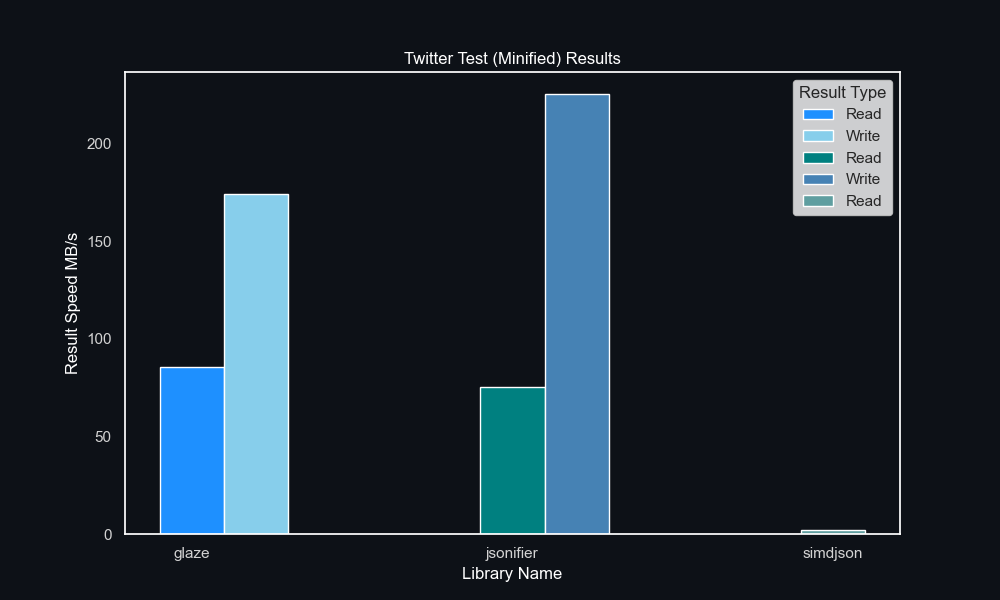 Twitter Test (Minified) Results
Result Type
Read
Write
Read
Write
Read
Result Speed MB/s
200
150
100
50
0
glaze
jsonifier
simdjson
Library Name